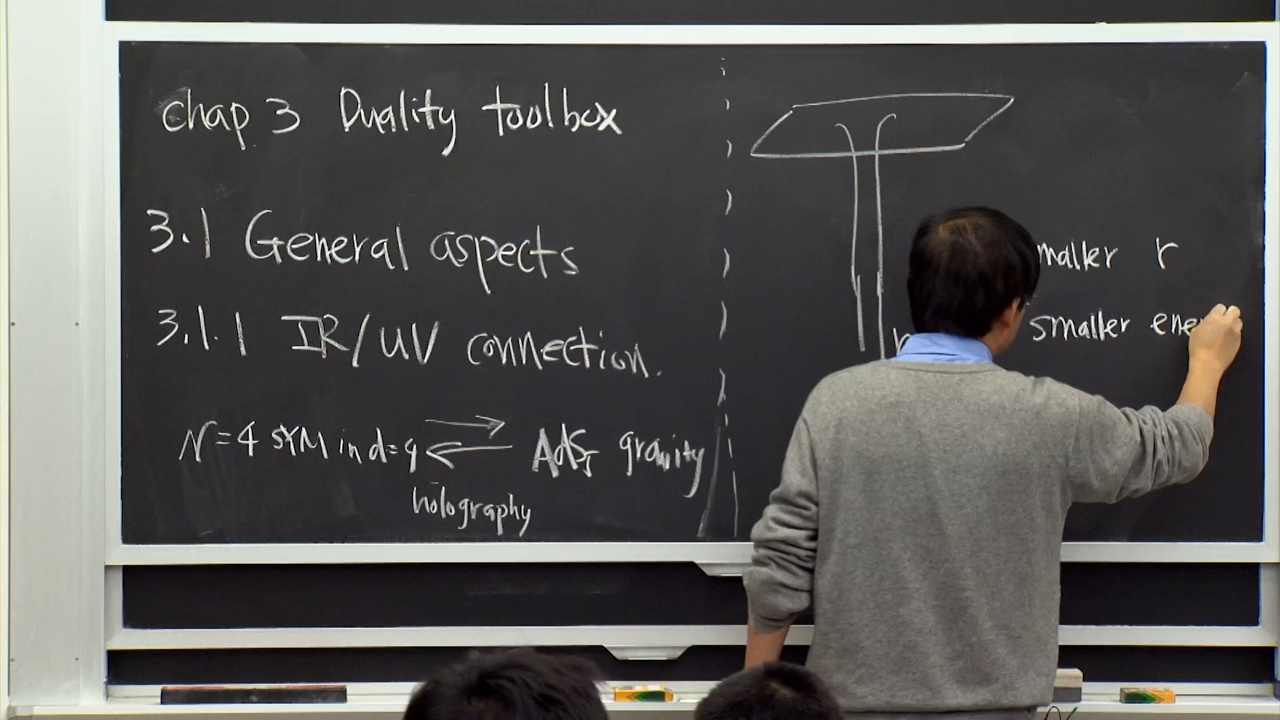 chap 3 Duality toolbox
3.1 General aspects
3.1.1 IR/UV connection.
N=4 SYM in d=4 AdS5 gravity
holography
maller r
smaller ene